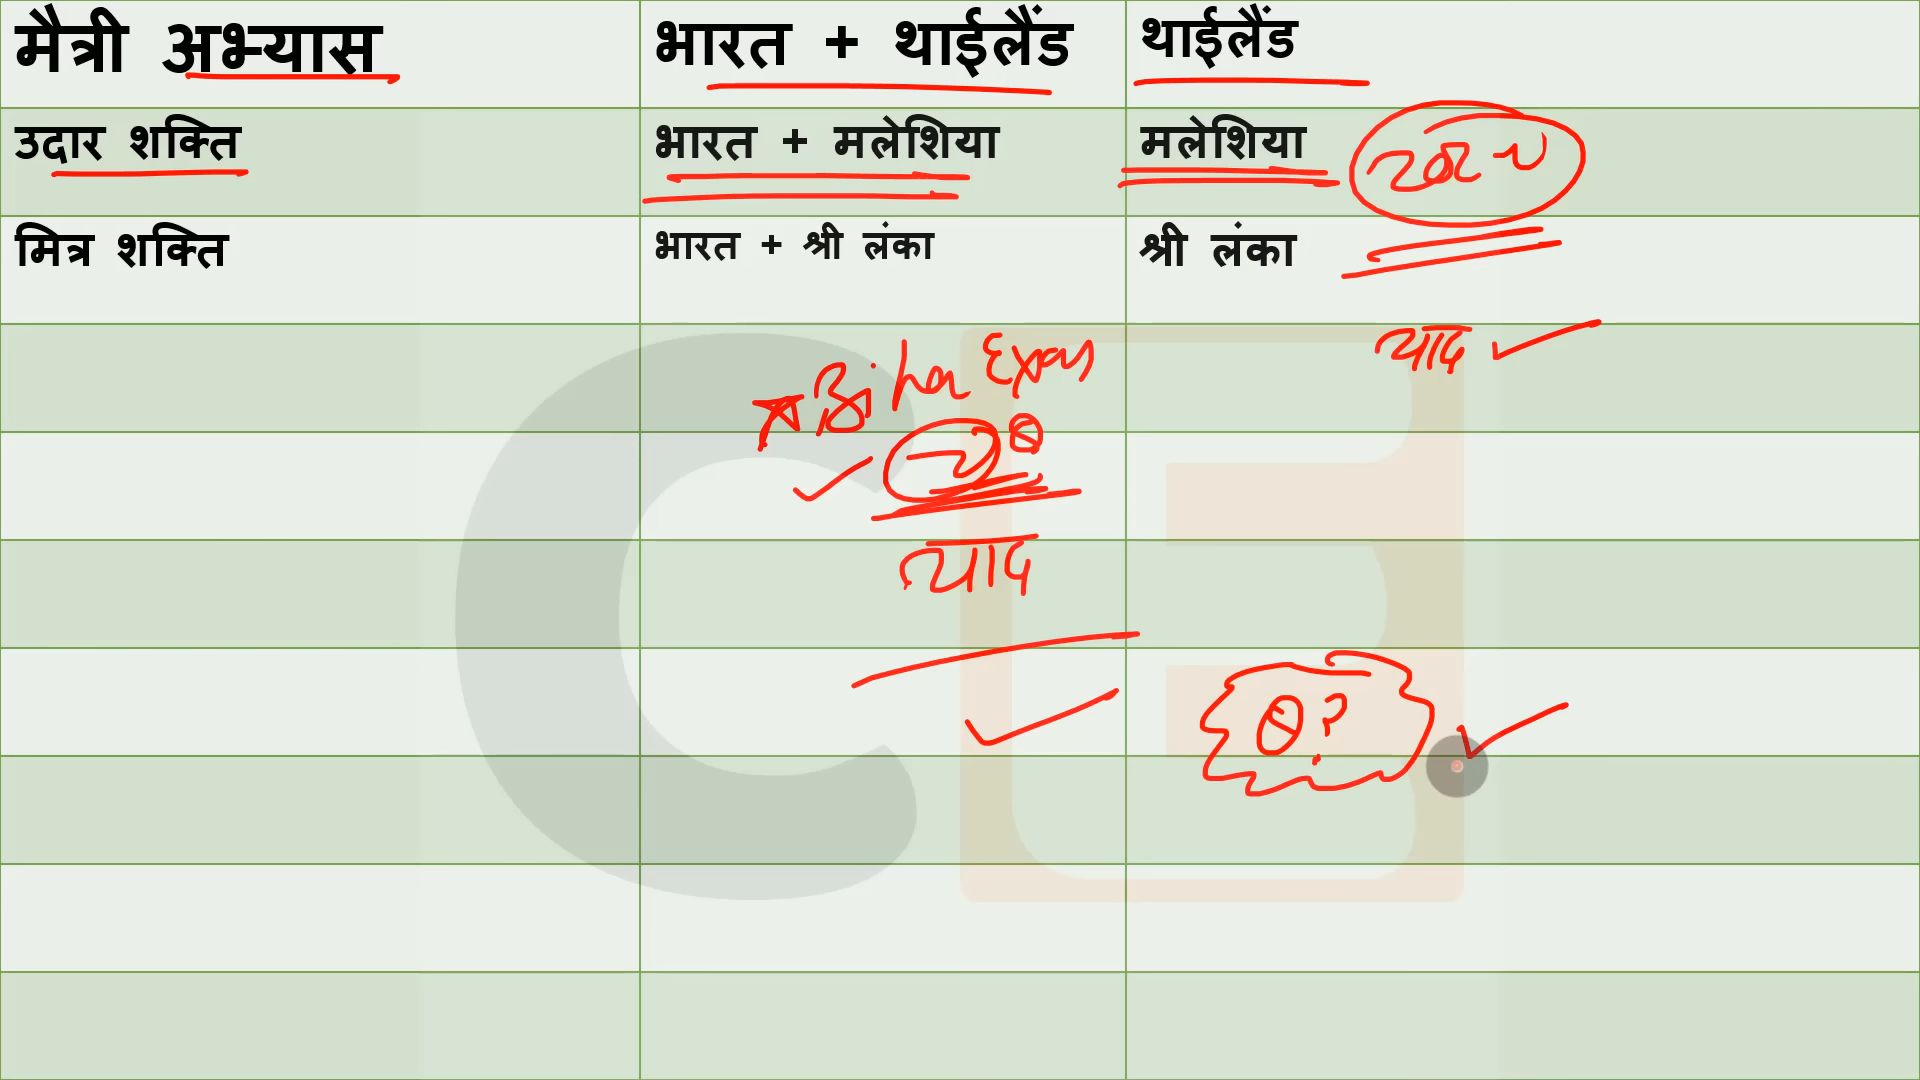 मैत्री अभ्यास
भारत + थाईलैंड
थाईलैंड
उदार शक्ति
भारत + मलेशिया
मलेशिया
मित्र शक्ति
भारत + श्री लंका
श्री लंका
याद
Bihar Exam
याद
Q?